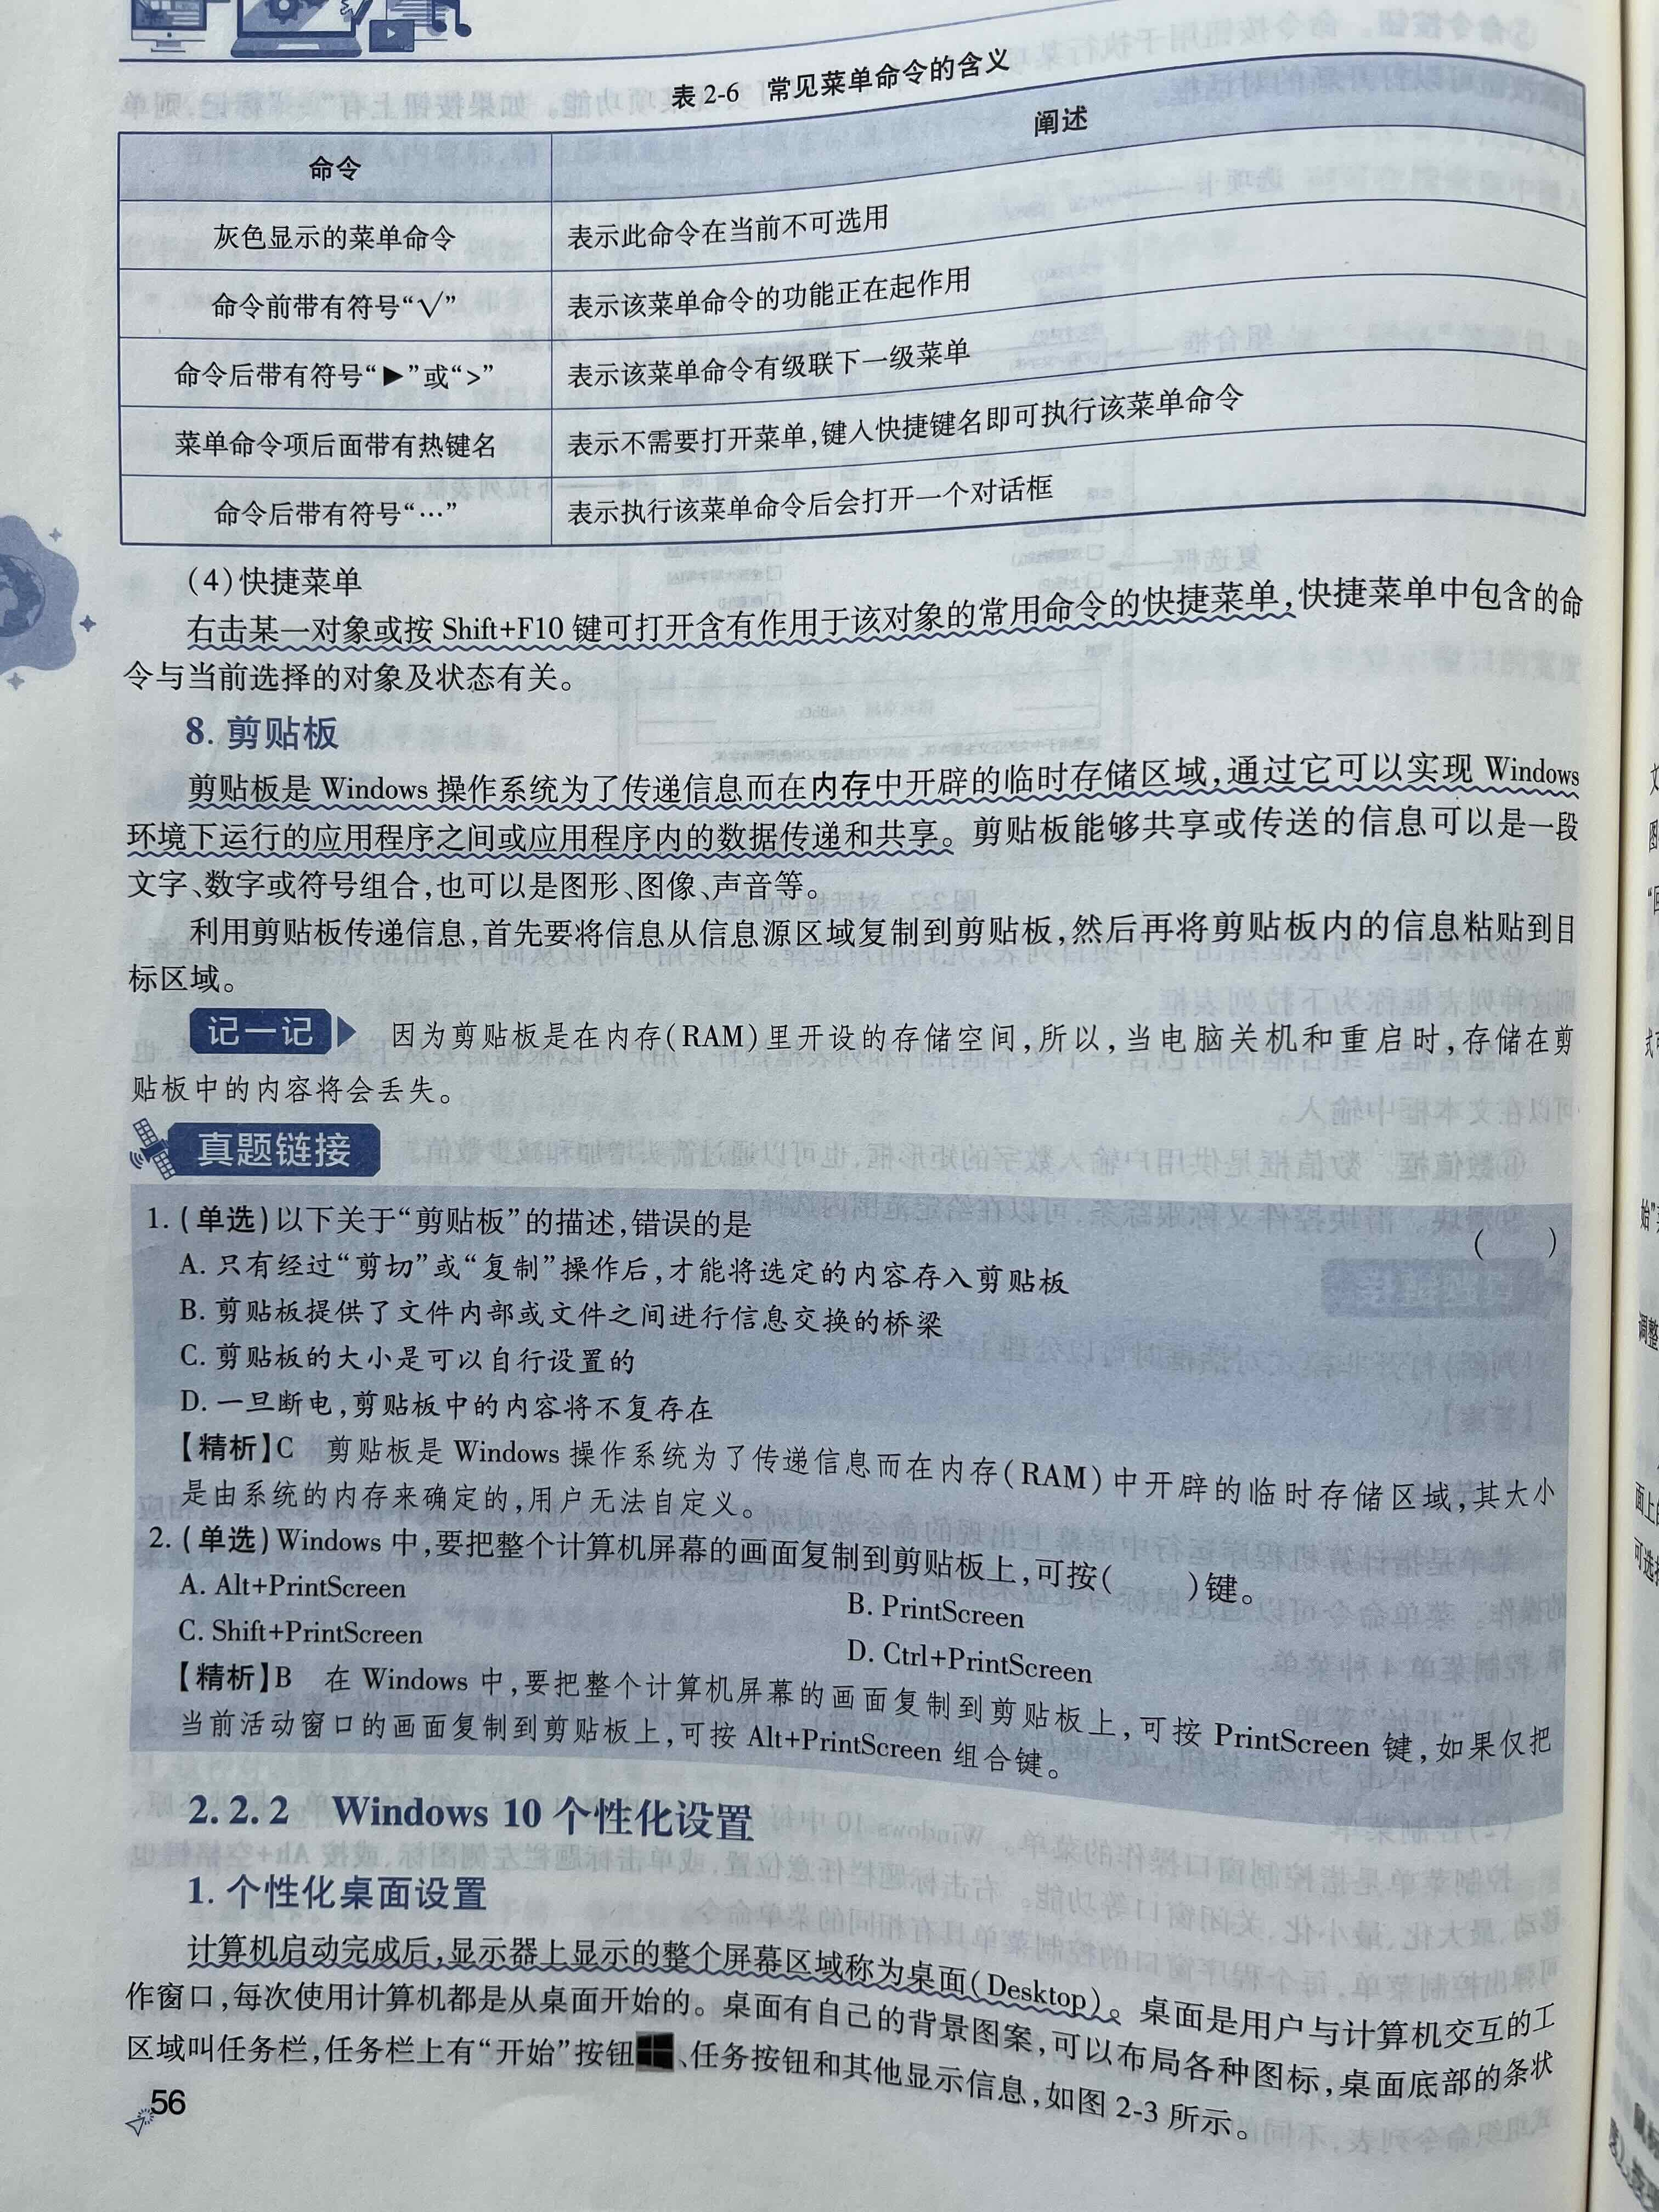 表 2-6 常见菜单命令的含义
命令 阐述
灰色显示的菜单命令 表示此命令在当前不可选用
命令前带有符号“√” 表示该菜单命令的功能正在起作用
命令后带有符号“▶”或“>” 表示该菜单命令有级联下一级菜单
菜单命令项后面带有热键名 表示不需要打开菜单,键入快捷键名即可执行该菜单命令
命令后带有符号“…” 表示执行该菜单命令后会打开一个对话框
(4)快捷菜单
右击某一对象或按 Shift+F10 键可打开含有作用于该对象的常用命令的快捷菜单,快捷菜单中包含的命
令与当前选择的对象及状态有关。
8. 剪贴板
剪贴板是 Windows 操作系统为了传递信息而在内存中开辟的临时存储区域,通过它可以实现 Windows
环境下运行的应用程序之间或应用程序内的数据传递和共享。剪贴板能够共享或传送的信息可以是一段
文字、数字或符号组合,也可以是图形、图像、声音等。
利用剪贴板传递信息,首先要将信息从信息源区域复制到剪贴板,然后再将剪贴板内的信息粘贴到目
标区域。
记一记 因为剪贴板是在内存(RAM)里开设的存储空间,所以,当电脑关机和重启时,存储在剪
贴板中的内容将会丢失。
真题链接
1. (单选)以下关于“剪贴板”的描述,错误的是 ( )
A. 只有经过“剪切”或“复制”操作后,才能将选定的内容存入剪贴板
B. 剪贴板提供了文件内部或文件之间进行信息交换的桥梁
C. 剪贴板的大小是可以自行设置的
D. 一旦断电,剪贴板中的内容将不复存在
【精析】C 剪贴板是 Windows 操作系统为了传递信息而在内存(RAM)中开辟的临时存储区域,其大小
是由系统的内存来确定的,用户无法自定义。
2. (单选)Windows 中,要把整个计算机屏幕的画面复制到剪贴板上,可按( )键。
A. Alt+PrintScreen B. PrintScreen
C. Shift+PrintScreen D. Ctrl+PrintScreen
【精析】B 在 Windows 中,要把整个计算机屏幕的画面复制到剪贴板上,可按 PrintScreen 键,如果仅把
当前活动窗口的画面复制到剪贴板上,可按 Alt+PrintScreen 组合键。
2.2.2 Windows 10 个性化设置
1. 个性化桌面设置
计算机启动完成后,显示器上显示的整个屏幕区域称为桌面(Desktop)。桌面是用户与计算机交互的工
作窗口,每次使用计算机都是从桌面开始的。桌面有自己的背景图案,可以布局各种图标,桌面底部的条状
区域叫任务栏,任务栏上有“开始”按钮、任务按钮和其他显示信息,如图 2-3 所示。
56